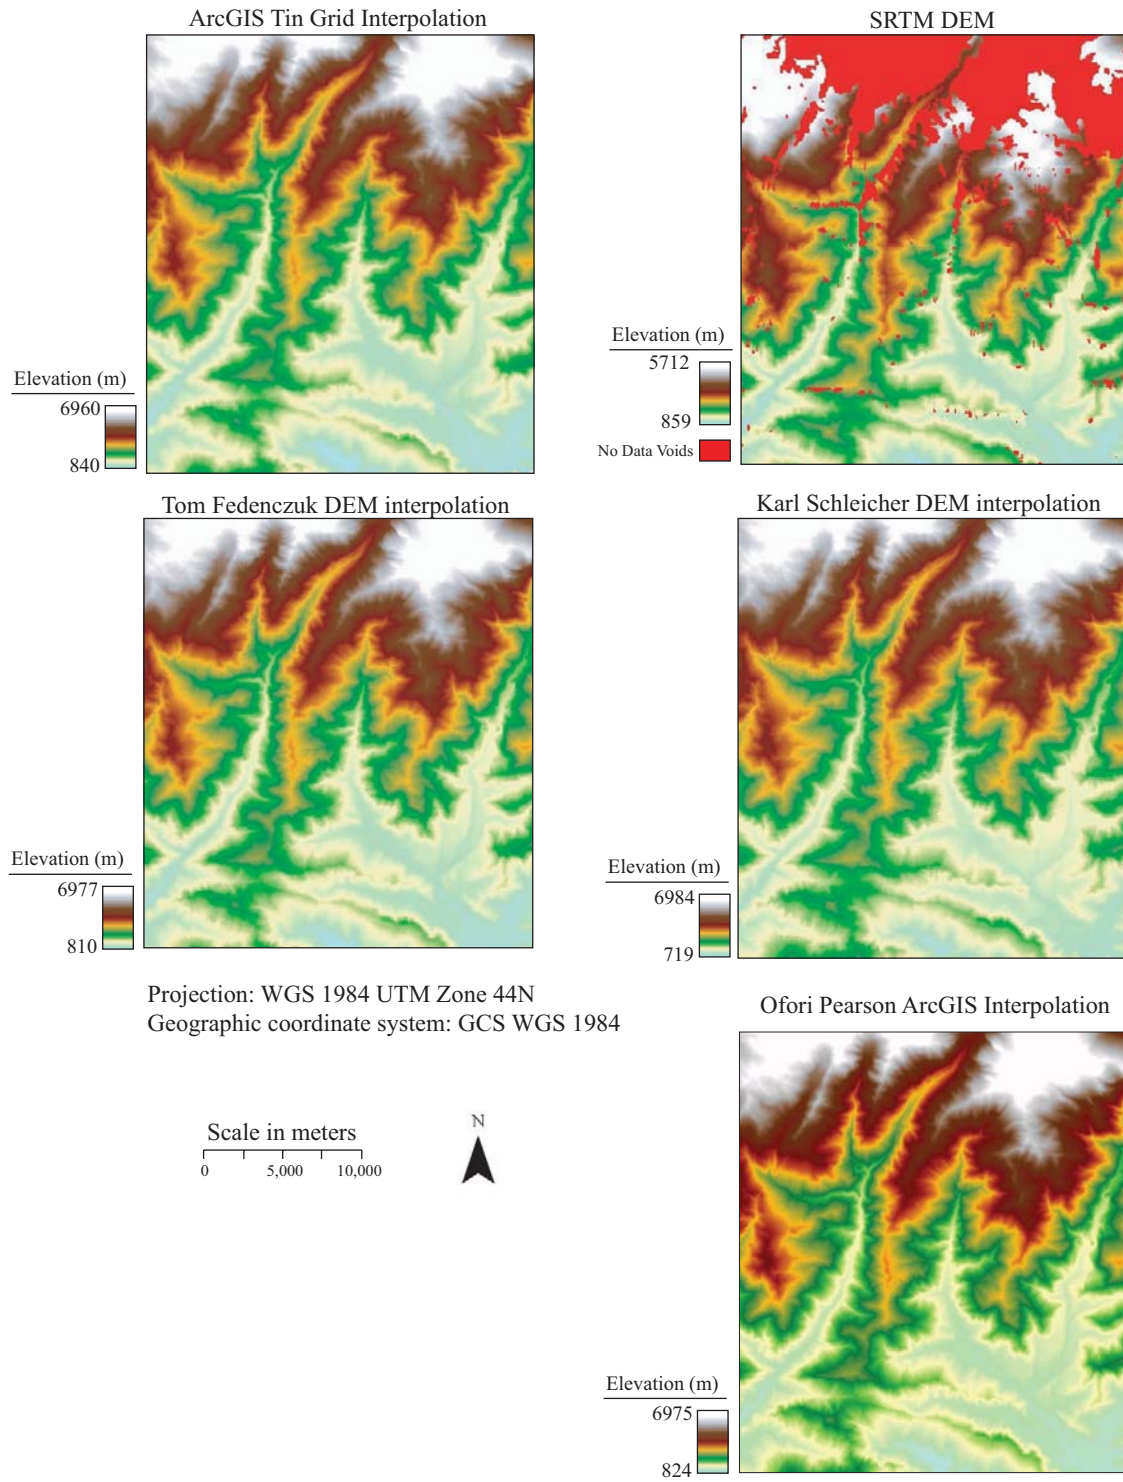 ArcGIS Tin Grid Interpolation
Elevation (m)
6960
840
SRTM DEM
Elevation (m)
5712
859
No Data Voids
Tom Fedenczuk DEM interpolation
Elevation (m)
6977
810
Karl Schleicher DEM interpolation
Elevation (m)
6984
719
Projection: WGS 1984 UTM Zone 44N
Geographic coordinate system: GCS WGS 1984
Scale in meters
0 5,000 10,000
N
Ofori Pearson ArcGIS Interpolation
Elevation (m)
6975
824